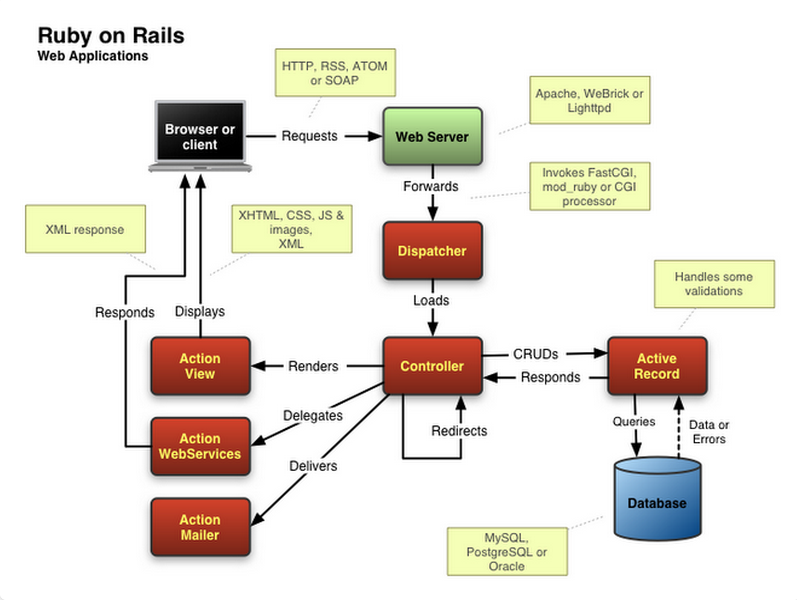 Ruby on Rails
Web Applications
HTTP, RSS, ATOM
or SOAP
Apache, WeBrick or
Lighttpd
Browser or
client
Requests
Web Server
Forwards
Invokes FastCGI,
mod_ruby or CGI
processor
XML response
XHTML, CSS, JS &
images,
XML
Dispatcher
Handles some
validations
Loads
Responds
Displays
Action
View
Renders
Controller
CRUDs
Responds
Active
Record
Delegates
Redirects
Queries
Data or
Errors
Action
WebServices
Delivers
Database
Action
Mailer
MySQL,
PostgreSQL or
Oracle